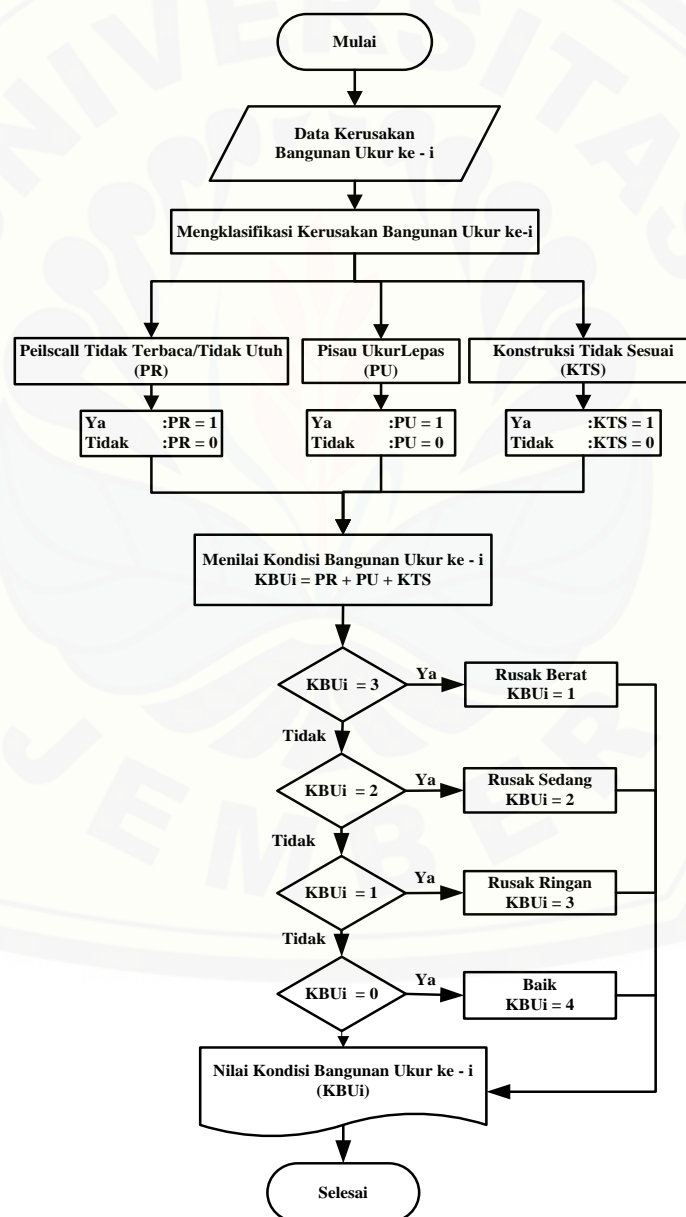 Mulai
Data Kerusakan
Bangunan Ukur ke - i
Mengklasifikasi Kerusakan Bangunan Ukur ke-i
Peilscall Tidak Terbaca/Tidak Utuh
(PR)
Pisau UkurLepas
(PU)
Konstruksi Tidak Sesuai
(KTS)
Ya :PR = 1
Tidak :PR = 0
Ya :PU = 1
Tidak :PU = 0
Ya :KTS = 1
Tidak :KTS = 0
Menilai Kondisi Bangunan Ukur ke - i
KBUi = PR + PU + KTS
KBUi = 3
Ya
Rusak Berat
KBUi = 1
Tidak
KBUi = 2
Ya
Rusak Sedang
KBUi = 2
Tidak
KBUi = 1
Ya
Rusak Ringan
KBUi = 3
Tidak
KBUi = 0
Ya
Baik
KBUi = 4
Nilai Kondisi Bangunan Ukur ke - i
(KBUi)
Selesai
UNIVERSITAS
JEMBER